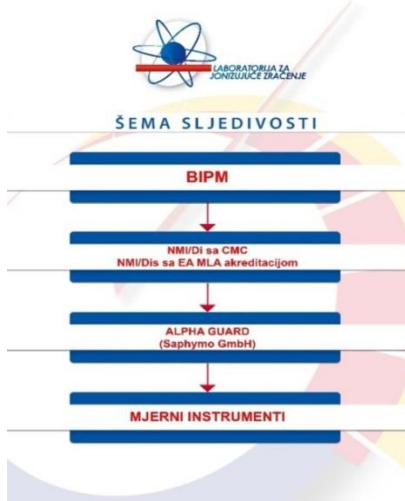 LABORATORIJA ZA
JONIZUJUĆE ZRAČENJE
ŠEMA SLJEDIVOSTI
BIPM
NMI/Di sa CMC
NMI/Dis sa EA MLA akreditacijom
ALPHA GUARD
(Saphymo GmbH)
MJERNI INSTRUMENTI